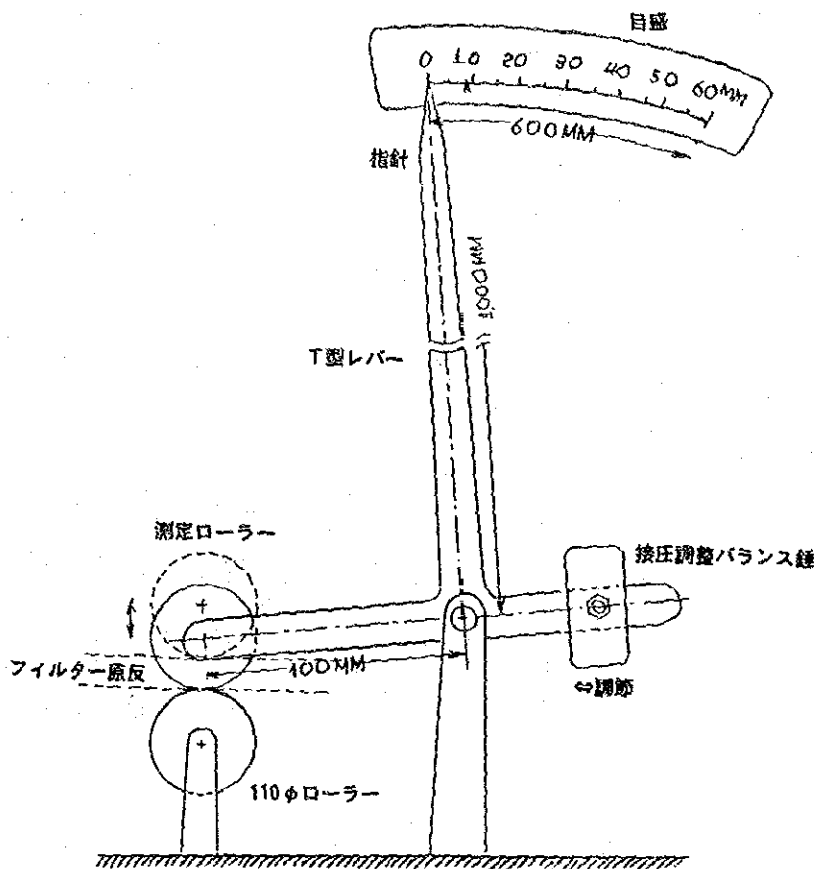 目盛
0 10 20 30 40 50 60MM
600MM
指針
1000MM
T型レバー
測定ローラー
接圧調整バランス錘
フィルター原反
100MM
⇔調節
110φローラー